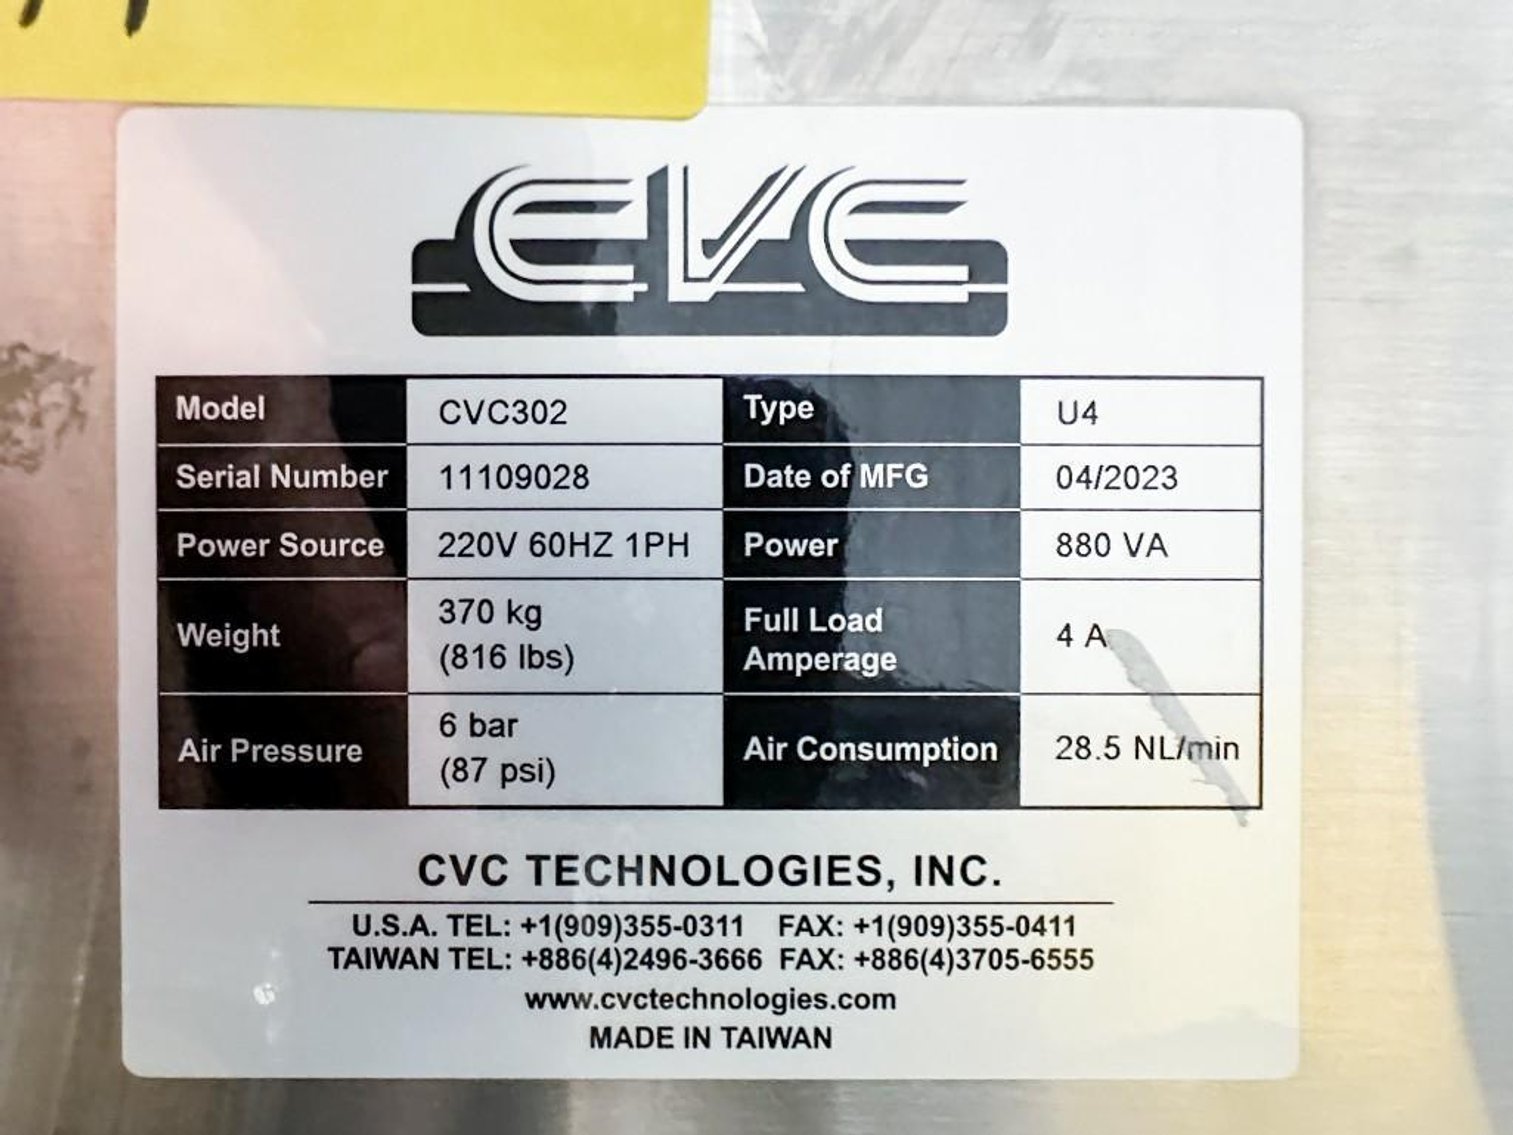 CVC
Model CVC302 Type U4
Serial Number 11109028 Date of MFG 04/2023
Power Source 220V 60HZ 1PH Power 880 VA
Weight 370 kg (816 lbs) Full Load Amperage 4 A
Air Pressure 6 bar (87 psi) Air Consumption 28.5 NL/min
CVC TECHNOLOGIES, INC.
U.S.A. TEL: +1(909)355-0311 FAX: +1(909)355-0411
TAIWAN TEL: +886(4)2496-3666 FAX: +886(4)3705-6555
www.cvctechnologies.com
MADE IN TAIWAN